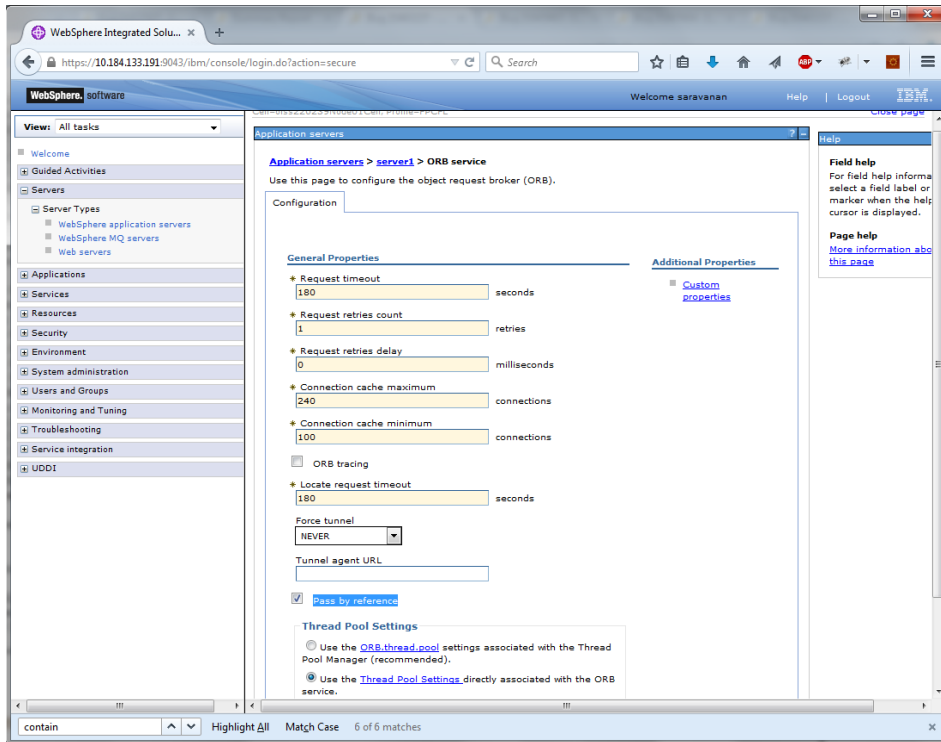 WebSphere Integrated Solu... × +
https://10.184.133.191:9043/ibm/console/login.do?action=secure Search ABP
WebSphere. software Welcome saravanan Help | Logout IBM.
View: All tasks
Welcome
Guided Activities
Servers
Server Types
WebSphere application servers
WebSphere MQ servers
Web servers
Applications
Services
Resources
Security
Environment
System administration
Users and Groups
Monitoring and Tuning
Troubleshooting
Service integration
UDDI
Close page
Application servers ? -
Application servers > server1 > ORB service
Use this page to configure the object request broker (ORB).
Configuration
General Properties
* Request timeout
180 seconds
* Request retries count
1 retries
* Request retries delay
0 milliseconds
* Connection cache maximum
240 connections
* Connection cache minimum
100 connections
ORB tracing
* Locate request timeout
180 seconds
Force tunnel
NEVER
Tunnel agent URL
Pass by reference
Thread Pool Settings
Use the ORB.thread.pool settings associated with the Thread
Pool Manager (recommended).
Use the Thread Pool Settings directly associated with the ORB
service.
Additional Properties
Custom
properties
Help
Field help
For field help informa
select a field label or
marker when the help
cursor is displayed.
Page help
More information abo
this page
contain Highlight All Match Case 6 of 6 matches ×